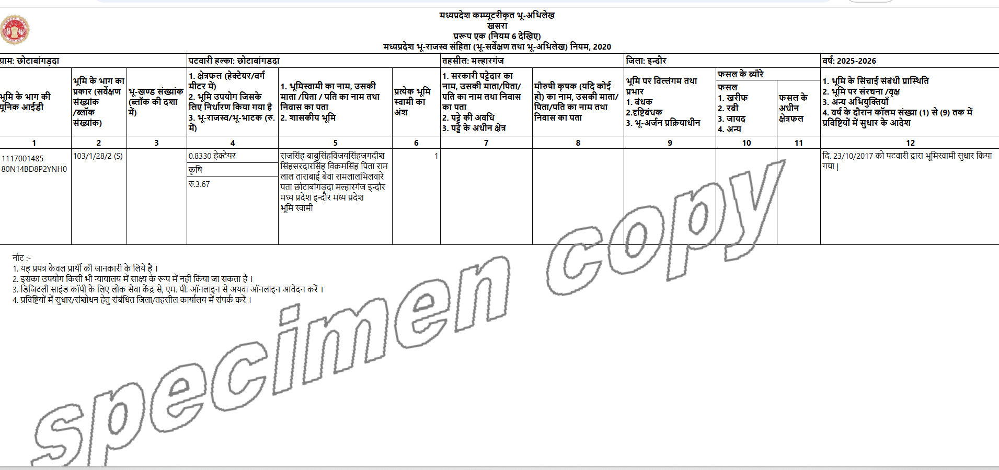 मध्यप्रदेश कम्प्यूटरीकृत भू-अभिलेख
खसरा
प्ररूप एक (नियम 6 देखिए)
मध्यप्रदेश भू-राजस्व संहिता (भू-सर्वेक्षण तथा भू-अभिलेख) नियम, 2020
ग्राम: छोटाबांगड़दा
पटवारी हल्का: छोटाबांगडदा
तहसील: मल्हारगंज
जिला: इन्दौर
वर्ष: 2025-2026
भूमि के भाग की
यूनिक आईडी
भूमि के भाग का
प्रकार (सर्वेक्षण
संख्यांक
/ब्लॉक
संख्यांक)
भू-खण्ड संख्यांक
(ब्लॉक की दशा
में)
1. क्षेत्रफल (हेक्टेयर/वर्ग
मीटर में)
2. भूमि उपयोग जिसके
लिए निर्धारण किया गया है
3. भू-राजस्व/भू-भाटक (रु.
में)
1. भूमिस्वामी का नाम, उसकी
माता /पिता / पति का नाम तथा
निवास का पता
2. शासकीय भूमि
प्रत्येक भूमि
स्वामी का
अंश
1. सरकारी पट्टेदार का
नाम, उसकी माता/पिता/
पति का नाम तथा निवास
का पता
2. पट्टे की अवधि
3. पट्टे के अधीन क्षेत्र
मौरुषी कृषक (यदि कोई
हो) का नाम, उसकी माता/
पिता/पति का नाम तथा
निवास का पता
भूमि पर विल्लंगम तथा
प्रभार
1. बंधक
2.दृष्टिबंधक
3. भू-अर्जन प्रक्रियाधीन
फसल के ब्यौरे
फसल
1. खरीफ
2. रबी
3. जायद
4. अन्य
फसल के
अधीन
क्षेत्रफल
1. भूमि के सिंचाई संबंधी प्रास्थिति
2. भूमि पर संरचना /वृक्ष
3. अन्य अभियुक्तियाँ
4. वर्ष के दौरान कॉलम संख्या (1) से (9) तक में
प्रविष्टियों में सुधार के आदेश
1 2 3 4 5 6 7 8 9 10 11 12
1117001485
80N14BD8P2YNH0
103/1/28/2 (S)
0.8330 हेक्टेयर
कृषि
रु.3.67
राजसिंह बाबुसिंहविजयसिंहजगदीश
सिंहसरदारसिंह विक्रमसिंह पिता राम
लाल ताराबाई बेवा रामलालभिलवारे
पता छोटाबांगड़दा मल्हारगंज इन्दौर
मध्य प्रदेश इन्दौर मध्य प्रदेश
भूमि स्वामी
1
दि. 23/10/2017 को पटवारी द्वारा भूमिस्वामी सुधार किया
गया |
नोट :-
1. यह प्रपत्र केवल प्रार्थी की जानकारी के लिये है ।
2. इसका उपयोग किसी भी न्यायालय में साक्ष्य के रूप में नही किया जा सकता है ।
3. डिजिटली साइंड कॉपी के लिए लोक सेवा केंद्र से, एम. पी. ऑनलाइन से अथवा ऑनलाइन आवेदन करें ।
4. प्रविष्टियों में सुधार/संशोधन हेतु संबंधित जिला/तहसील कार्यालय में संपर्क करें ।
specimen copy